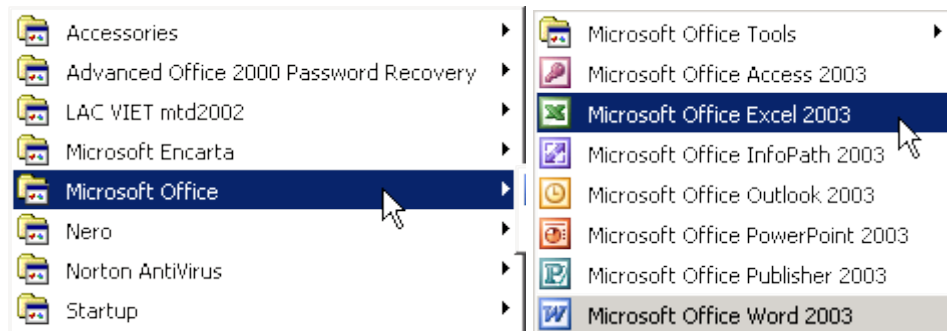 Accessories
Advanced Office 2000 Password Recovery
LAC VIET mtd2002
Microsoft Encarta
Microsoft Office
Nero
Norton AntiVirus
Startup
Microsoft Office Tools
Microsoft Office Access 2003
Microsoft Office Excel 2003
Microsoft Office InfoPath 2003
Microsoft Office Outlook 2003
Microsoft Office PowerPoint 2003
Microsoft Office Publisher 2003
Microsoft Office Word 2003